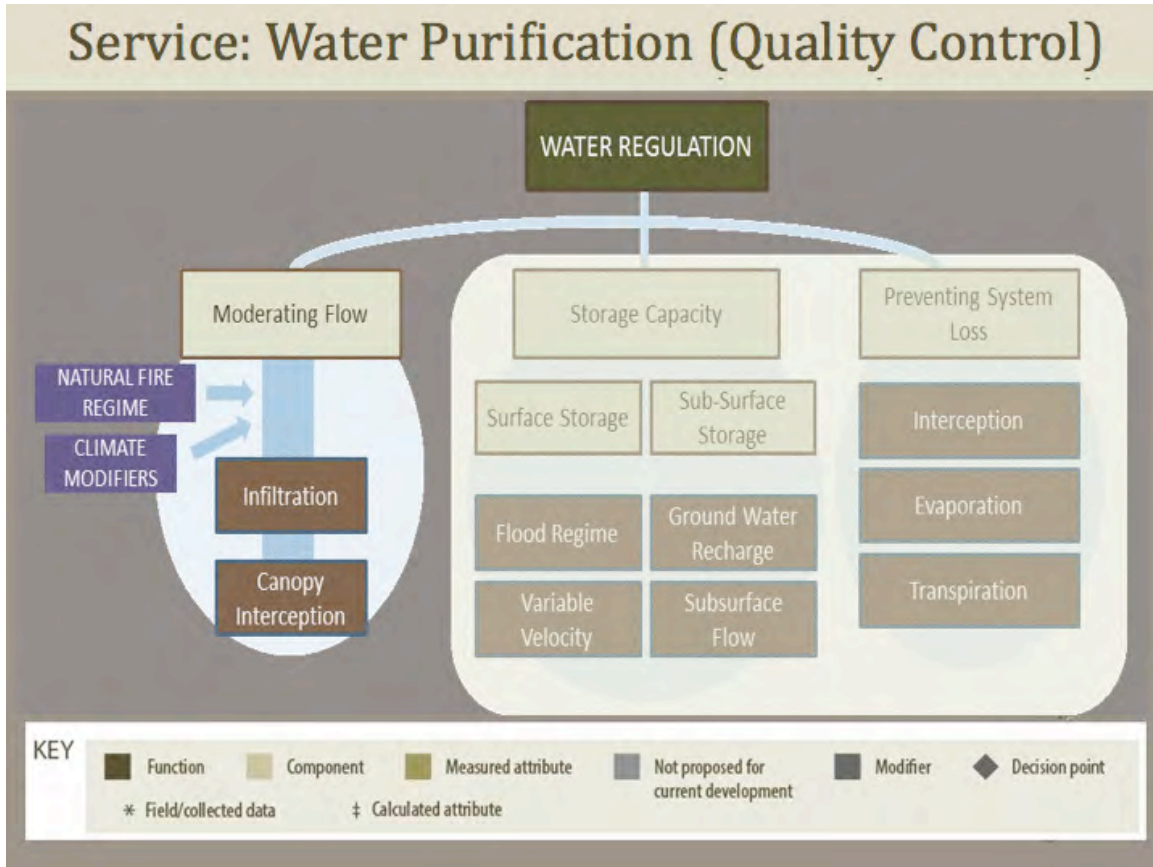 Service: Water Purification (Quality Control)
WATER REGULATION
Moderating Flow
Storage Capacity
Preventing System
Loss
NATURAL FIRE
REGIME
CLIMATE
MODIFIERS
Surface Storage
Sub-Surface
Storage
Interception
Infiltration
Flood Regime
Ground Water
Recharge
Evaporation
Canopy
Interception
Variable
Velocity
Subsurface
Flow
Transpiration
KEY
Function
Component
Measured attribute
Not proposed for
current development
Modifier
Decision point
* Field/collected data
‡ Calculated attribute